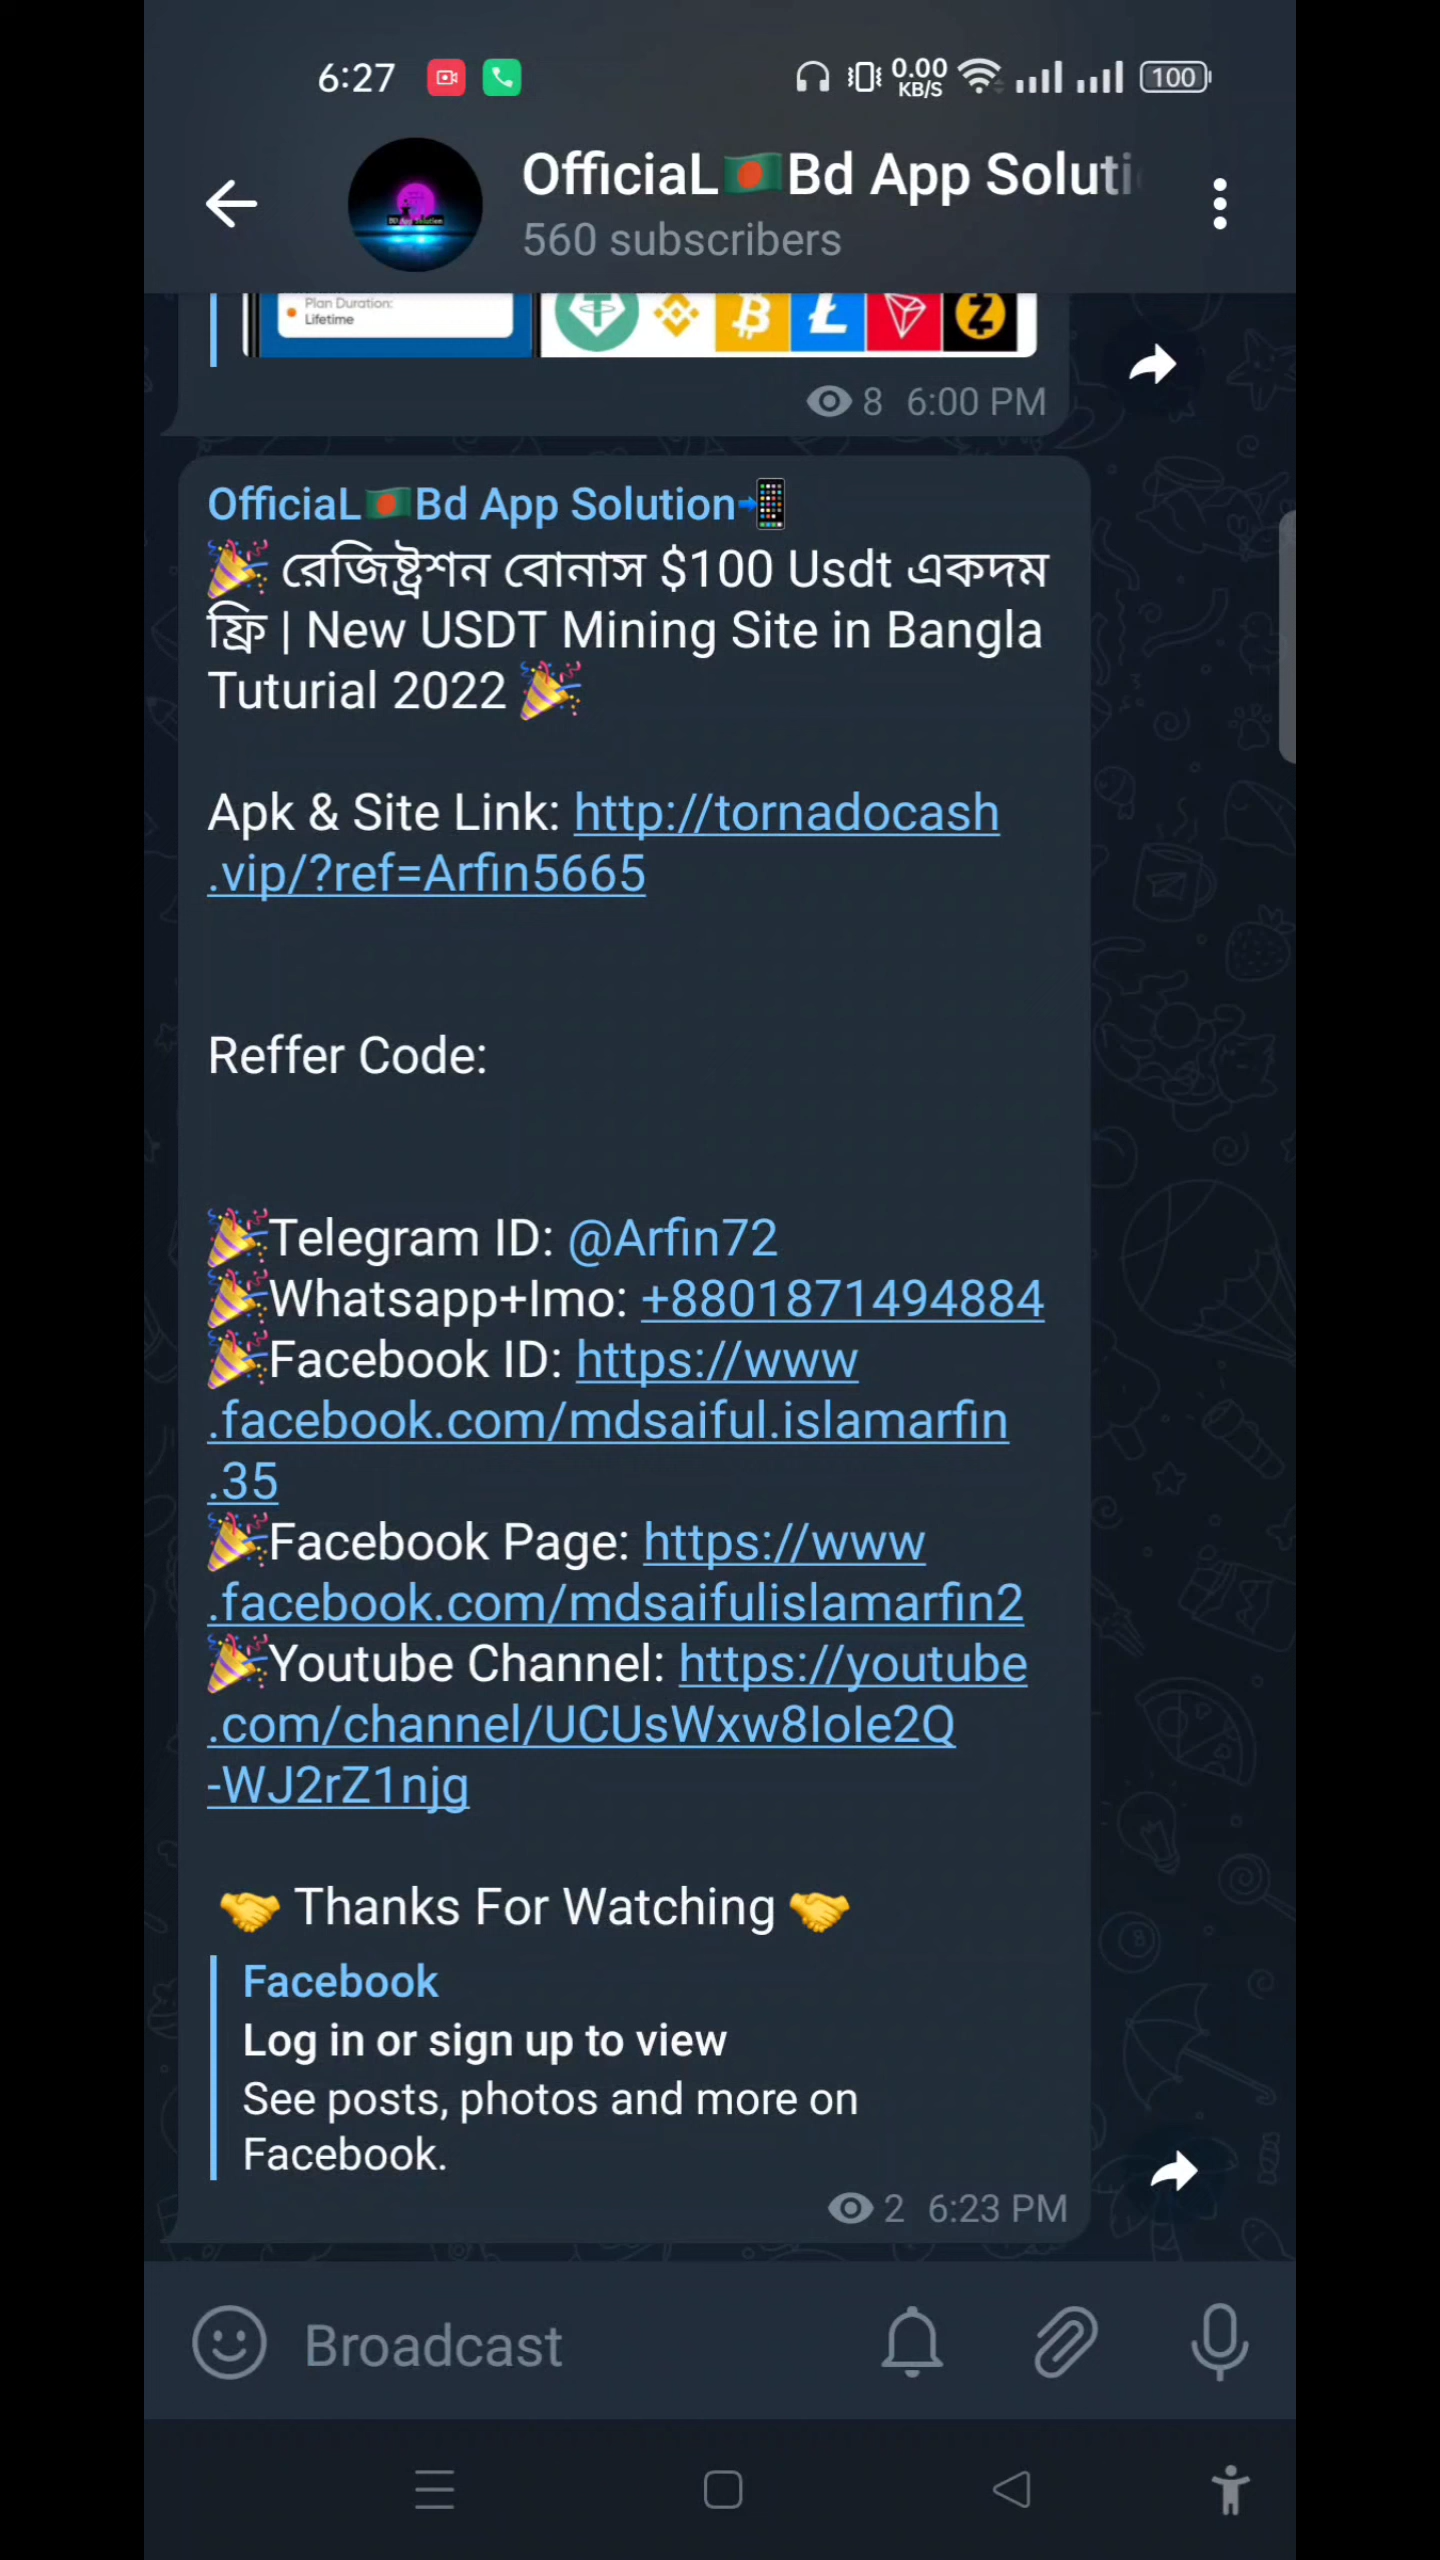 6:27
0.00
KB/S
100
OfficiaL🇧🇩Bd App Soluti
560 subscribers
Plan Duration:
Lifetime
8 6:00 PM
OfficiaL🇧🇩Bd App Solution📲
🎉 রেজিষ্ট্রশন বোনাস $100 Usdt একদম
ফ্রি | New USDT Mining Site in Bangla
Tuturial 2022 🎉
Apk & Site Link: http://tornadocash
.vip/?ref=Arfin5665
Reffer Code:
🎉Telegram ID: @Arfin72
🎉Whatsapp+Imo: +8801871494884
🎉Facebook ID: https://www
.facebook.com/mdsaiful.islamarfin
.35
🎉Facebook Page: https://www
.facebook.com/mdsaifulislamarfin2
🎉Youtube Channel: https://youtube
.com/channel/UCUsWxw8IoIe2Q
-WJ2rZ1njg
🤝 Thanks For Watching 🤝
Facebook
Log in or sign up to view
See posts, photos and more on
Facebook.
2 6:23 PM
Broadcast